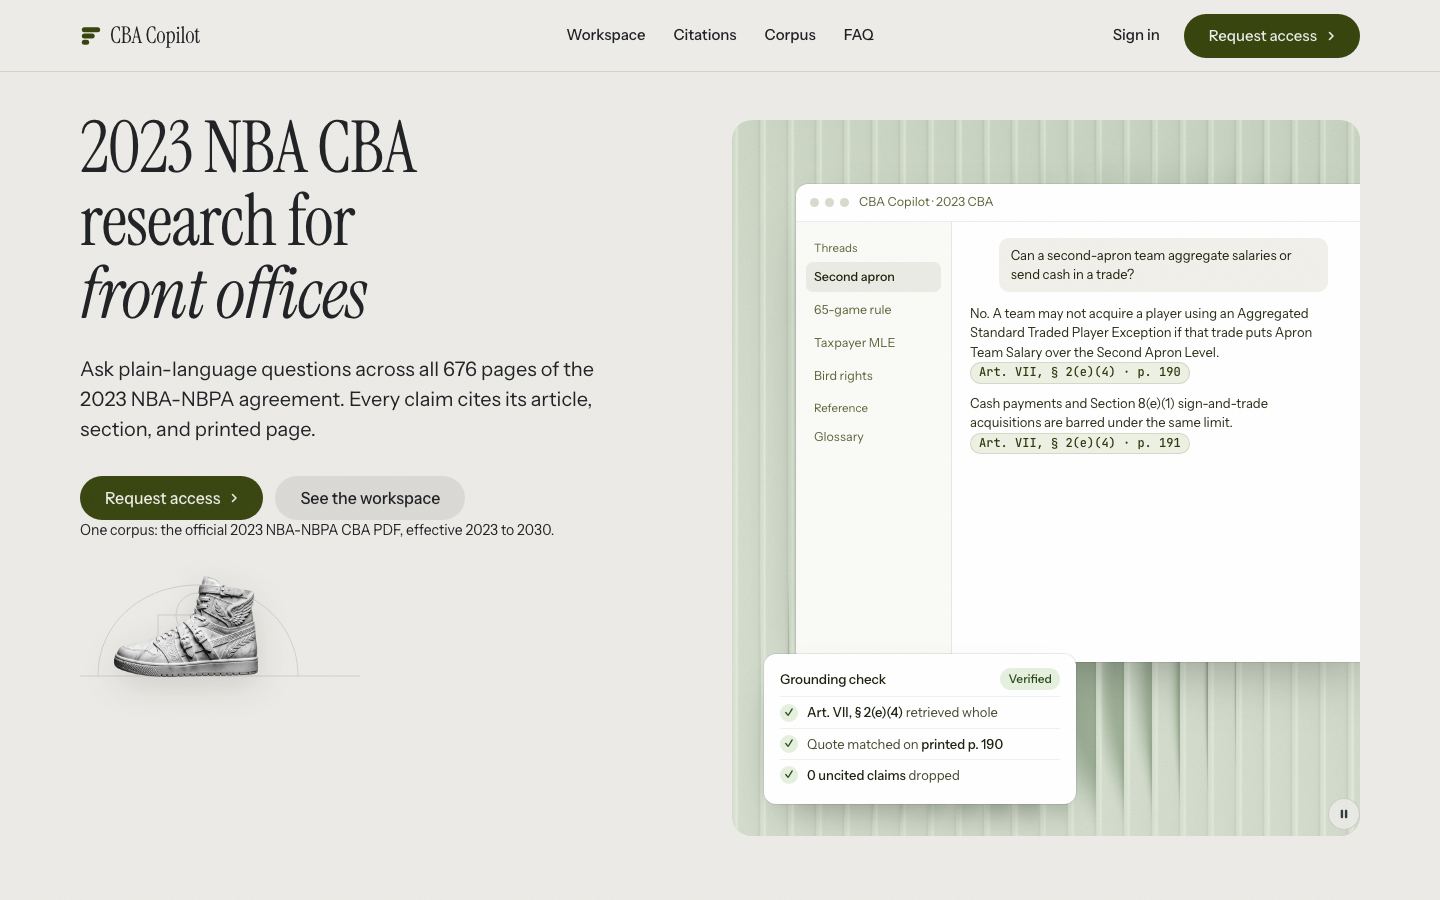 CBA Copilot
Workspace
Citations
Corpus
FAQ
Sign in
Request access
2023 NBA CBA
research for
front offices
Ask plain-language questions across all 676 pages of the
2023 NBA-NBPA agreement. Every claim cites its article,
section, and printed page.
Request access
See the workspace
One corpus: the official 2023 NBA-NBPA CBA PDF, effective 2023 to 2030.
CBA Copilot · 2023 CBA
Threads
Second apron
65-game rule
Taxpayer MLE
Bird rights
Reference
Glossary
Can a second-apron team aggregate salaries or
send cash in a trade?
No. A team may not acquire a player using an Aggregated
Standard Traded Player Exception if that trade puts Apron
Team Salary over the Second Apron Level.
Art. VII, § 2(e)(4) · p. 190
Cash payments and Section 8(e)(1) sign-and-trade
acquisitions are barred under the same limit.
Art. VII, § 2(e)(4) · p. 191
Grounding check
Verified
Art. VII, § 2(e)(4) retrieved whole
Quote matched on printed p. 190
0 uncited claims dropped